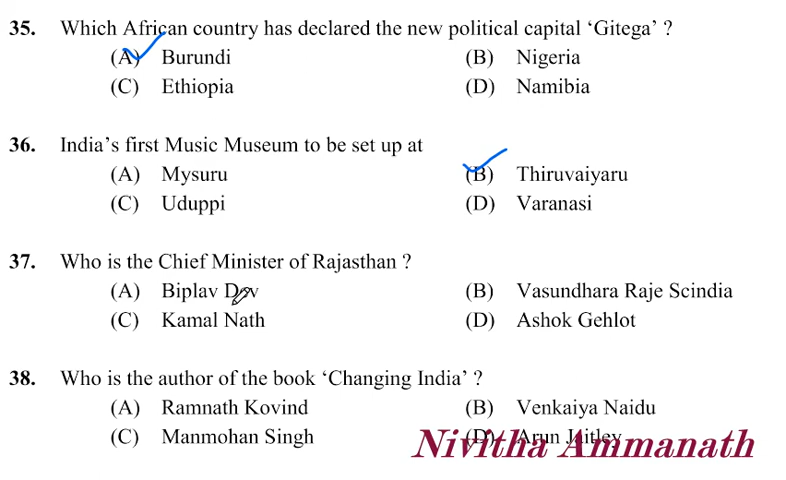 35. Which African country has declared the new political capital ‘Gitega’ ?
(A) Burundi (B) Nigeria
(C) Ethiopia (D) Namibia
36. India’s first Music Museum to be set up at
(A) Mysuru (B) Thiruvaiyaru
(C) Uduppi (D) Varanasi
37. Who is the Chief Minister of Rajasthan ?
(A) Biplav Dev (B) Vasundhara Raje Scindia
(C) Kamal Nath (D) Ashok Gehlot
38. Who is the author of the book ‘Changing India’ ?
(A) Ramnath Kovind (B) Venkaiya Naidu
(C) Manmohan Singh (D) Arun Jaitley
Nivitha Ammanath